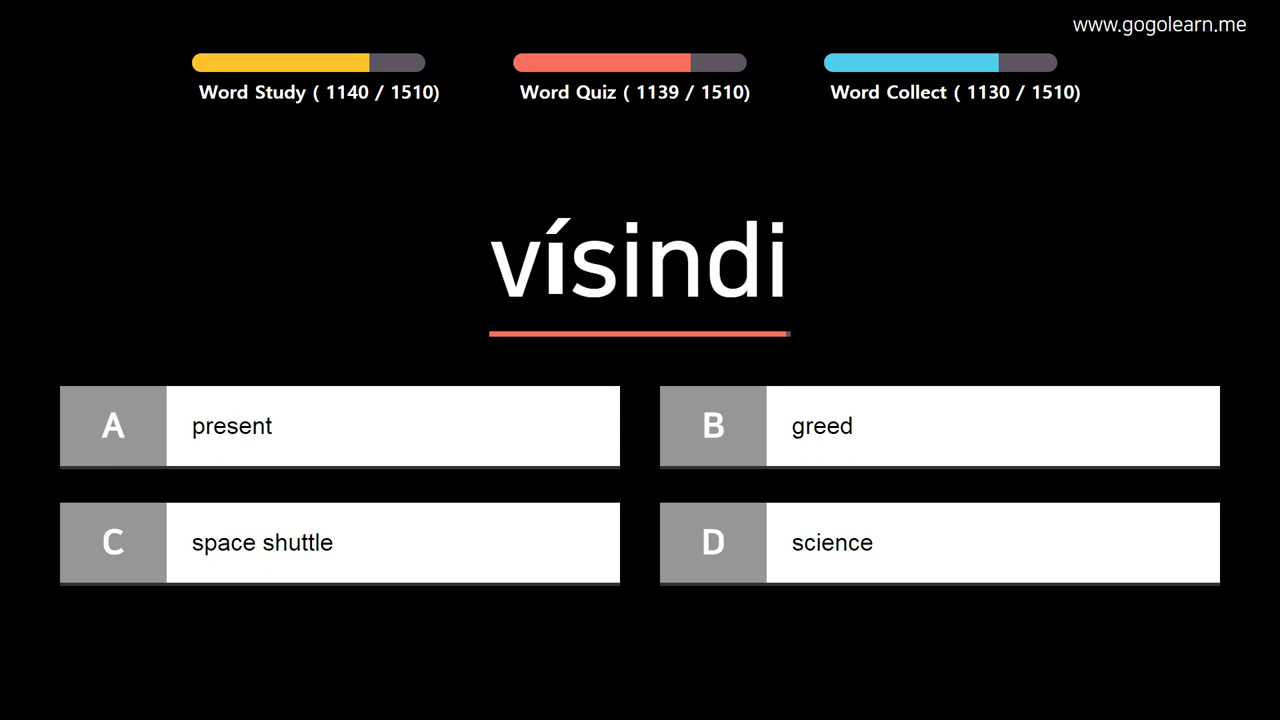 www.gogolearn.me
Word Study ( 1140 / 1510)
Word Quiz ( 1139 / 1510)
Word Collect ( 1130 / 1510)
vísindi
A present
B greed
C space shuttle
D science